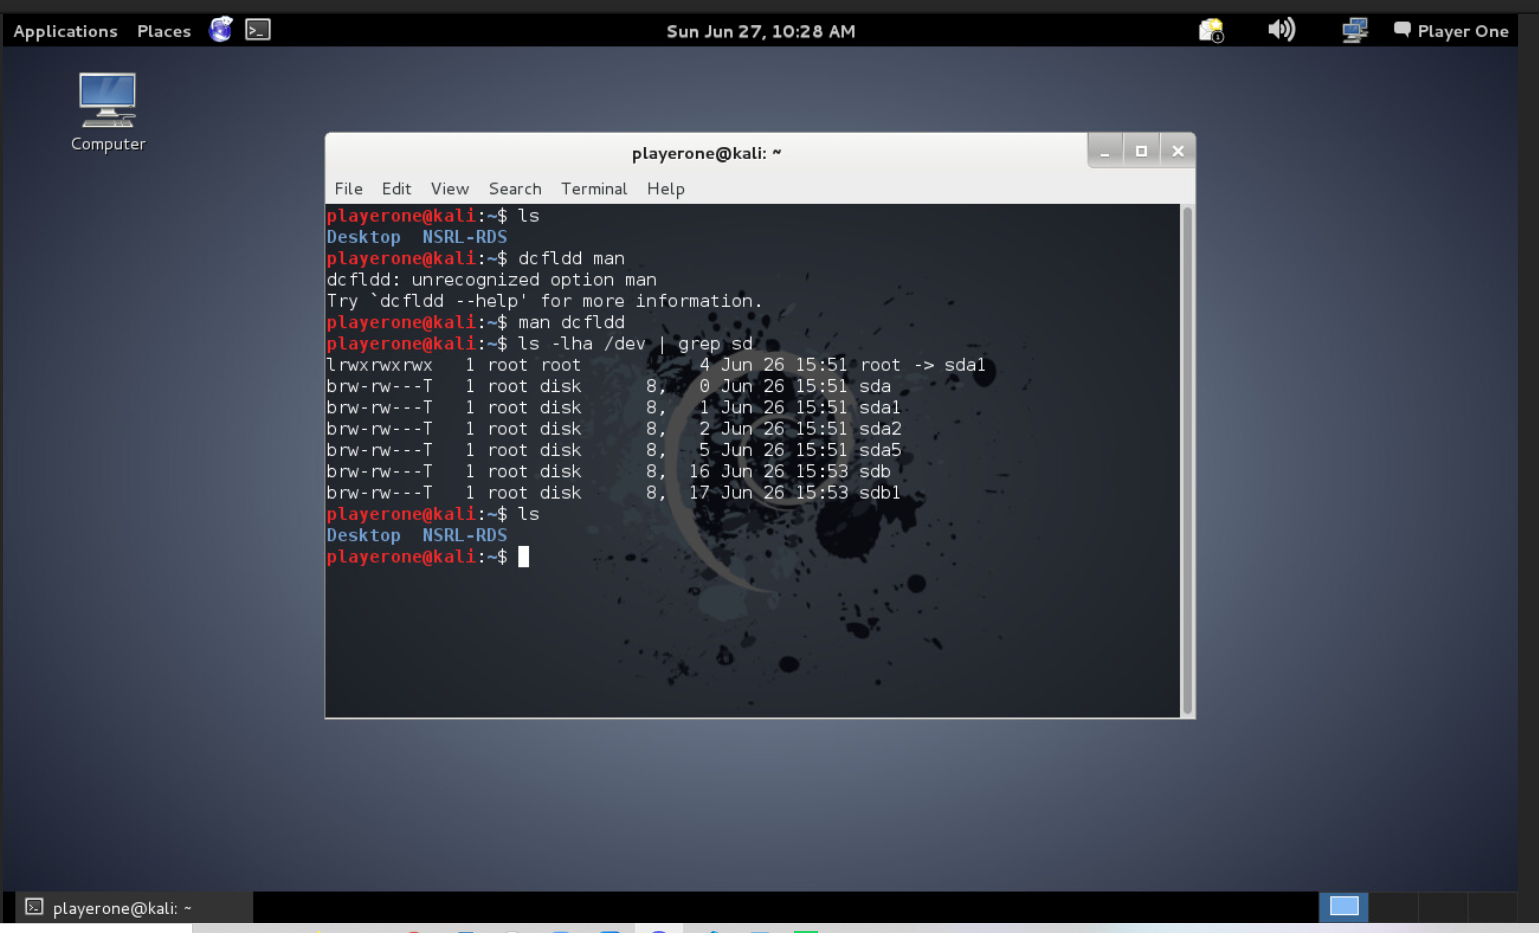 Applications Places Sun Jun 27, 10:28 AM 1 Player One
Computer
playerone@kali: ~
File Edit View Search Terminal Help
playerone@kali:~$ ls
Desktop  NSRL-RDS
playerone@kali:~$ dcfldd man
dcfldd: unrecognized option man
Try `dcfldd --help' for more information.
playerone@kali:~$ man dcfldd
playerone@kali:~$ ls -lha /dev | grep sd
lrwxrwxrwx   1 root root           4 Jun 26 15:51 root -> sda1
brw-rw---T   1 root disk      8,   0 Jun 26 15:51 sda
brw-rw---T   1 root disk      8,   1 Jun 26 15:51 sda1
brw-rw---T   1 root disk      8,   2 Jun 26 15:51 sda2
brw-rw---T   1 root disk      8,   5 Jun 26 15:51 sda5
brw-rw---T   1 root disk      8,  16 Jun 26 15:53 sdb
brw-rw---T   1 root disk      8,  17 Jun 26 15:53 sdb1
playerone@kali:~$ ls
Desktop  NSRL-RDS
playerone@kali:~$
playerone@kali: ~